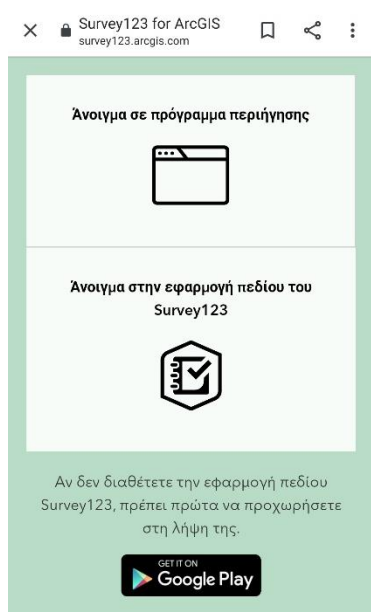 Survey123 for ArcGIS
survey123.arcgis.com
Άνοιγμα σε πρόγραμμα περιήγησης
Άνοιγμα στην εφαρμογή πεδίου του
Survey123
Αν δεν διαθέτετε την εφαρμογή πεδίου
Survey123, πρέπει πρώτα να προχωρήσετε
στη λήψη της.
GET IT ON
Google Play